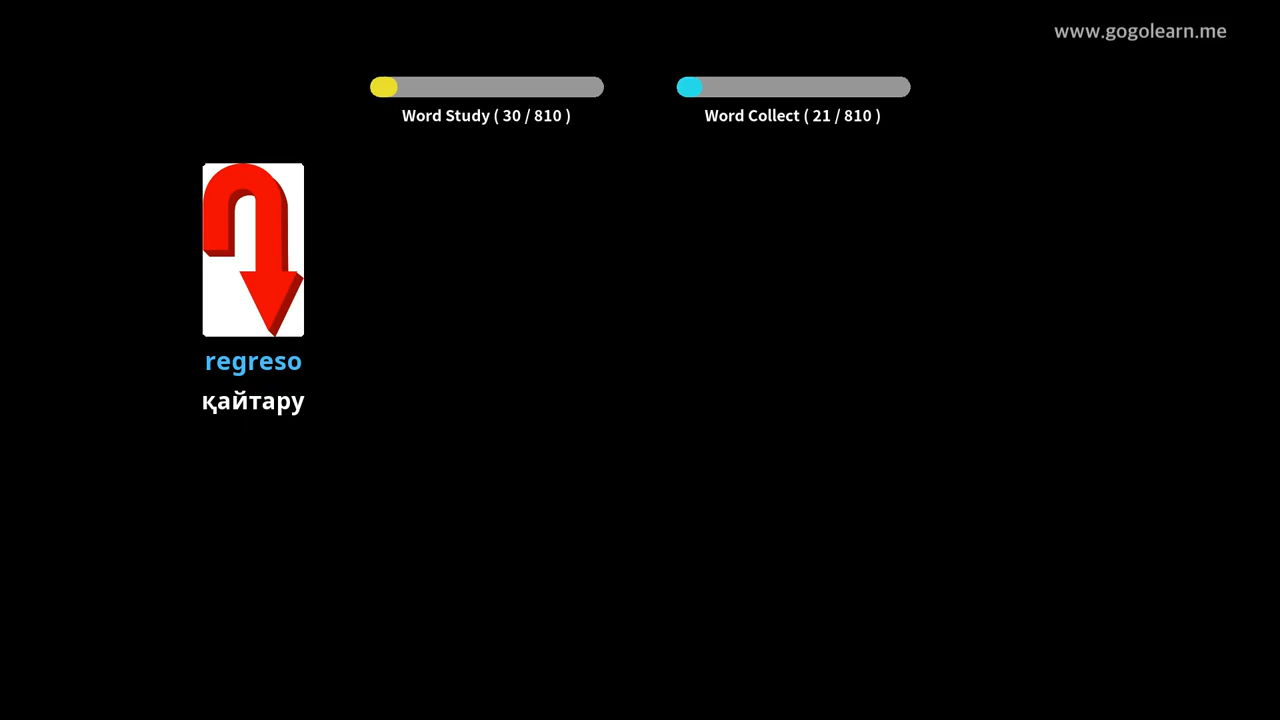 www.gogolearn.me
Word Study ( 30 / 810 )
Word Collect ( 21 / 810 )
regreso
қайтару